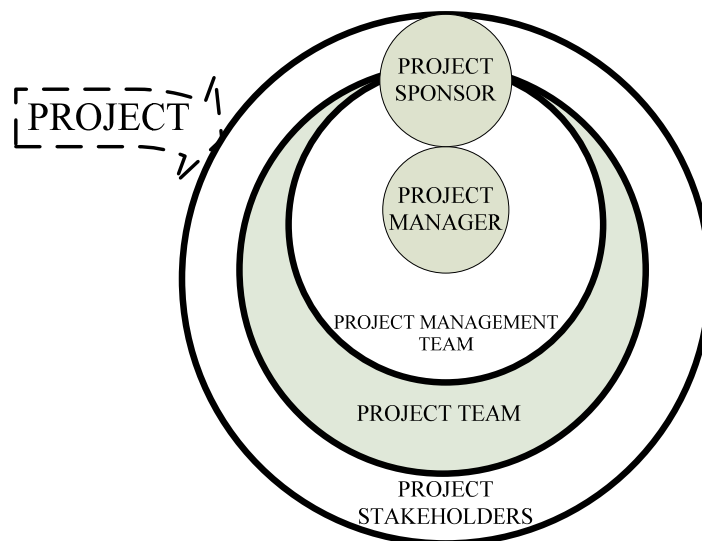 PROJECT
PROJECT
SPONSOR
PROJECT
MANAGER
PROJECT MANAGEMENT
TEAM
PROJECT TEAM
PROJECT
STAKEHOLDERS